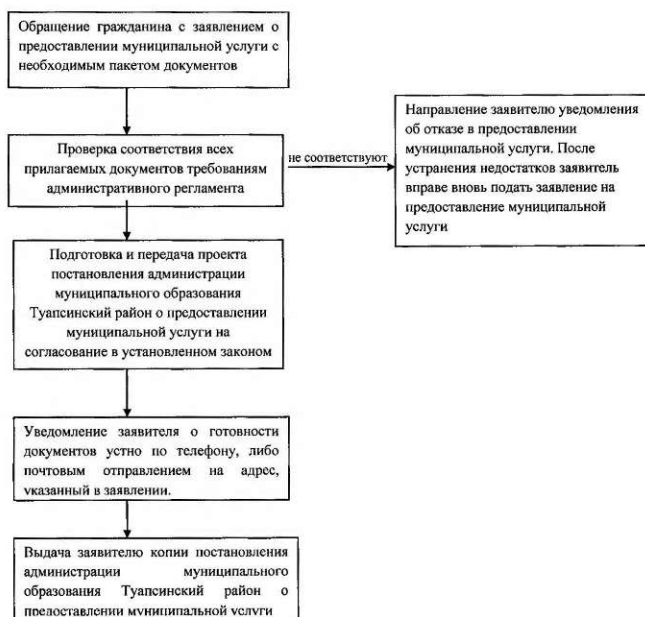 Обращение гражданина с заявлением о
предоставлении муниципальной услуги с
необходимым пакетом документов
Проверка соответствия всех
прилагаемых документов требованиям
административного регламента
не соответствуют
Направление заявителю уведомления
об отказе в предоставлении
муниципальной услуги. После
устранения недостатков заявитель
вправе вновь подать заявление на
предоставление муниципальной
услуги
Подготовка и передача проекта
постановления администрации
муниципального образования
Туапсинский район о предоставлении
муниципальной услуги на
согласование в установленном законом
Уведомление заявителя о готовности
документов устно по телефону, либо
почтовым отправлением на адрес,
указанный в заявлении.
Выдача заявителю копии постановления
администрации муниципального
образования Туапсинский район о
предоставлении муниципальной услуги